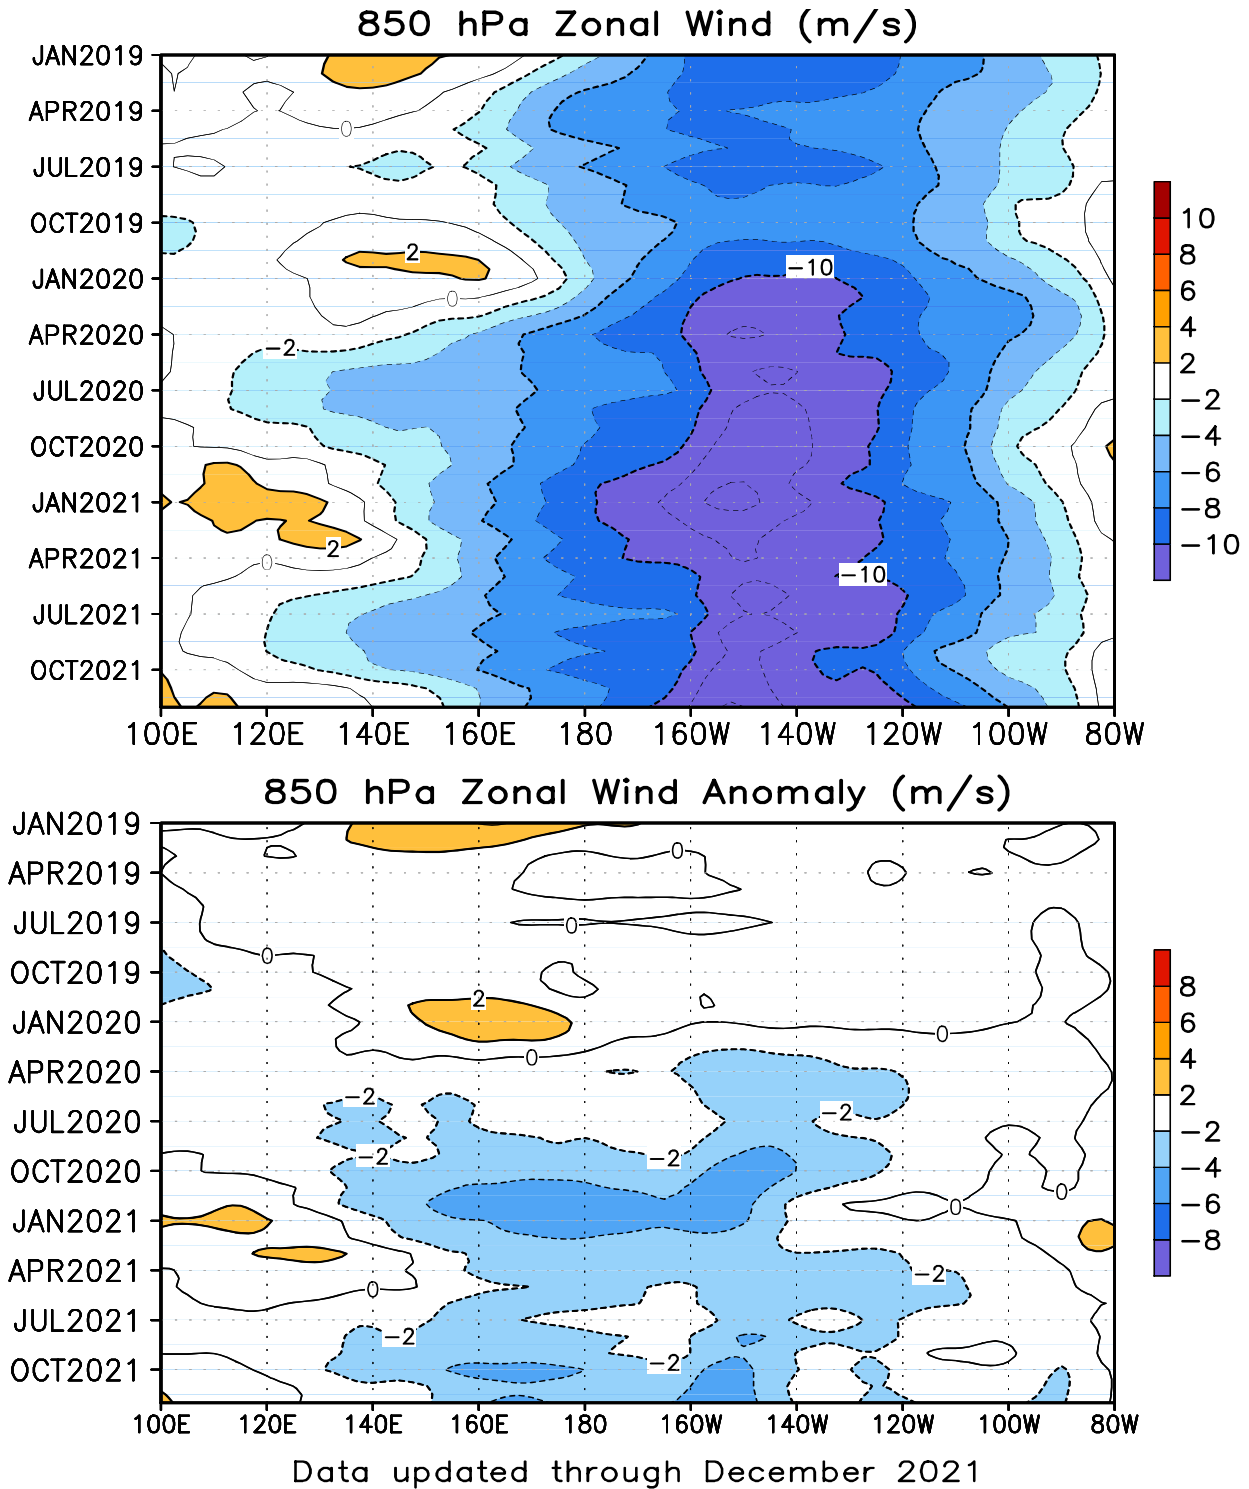 850 hPa Zonal Wind (m/s)
JAN2019
APR2019
0
JUL2019
OCT2019
2
JAN2020
-10
0
APR2020
-2
JUL2020
OCT2020
JAN2021
2
APR2021
0
-10
JUL2021
OCT2021
100E 120E 140E 160E 180 160W 140W 120W 100W 80W
10
8
6
4
2
-2
-4
-6
-8
-10
850 hPa Zonal Wind Anomaly (m/s)
JAN2019
0
APR2019
JUL2019
0
0
OCT2019
2
JAN2020
0
0
APR2020
-2
-2
JUL2020
-2
-2
OCT2020
0
0
JAN2021
APR2021
-2
0
JUL2021
-2
-2
OCT2021
100E 120E 140E 160E 180 160W 140W 120W 100W 80W
8
6
4
2
-2
-4
-6
-8
Data updated through December 2021